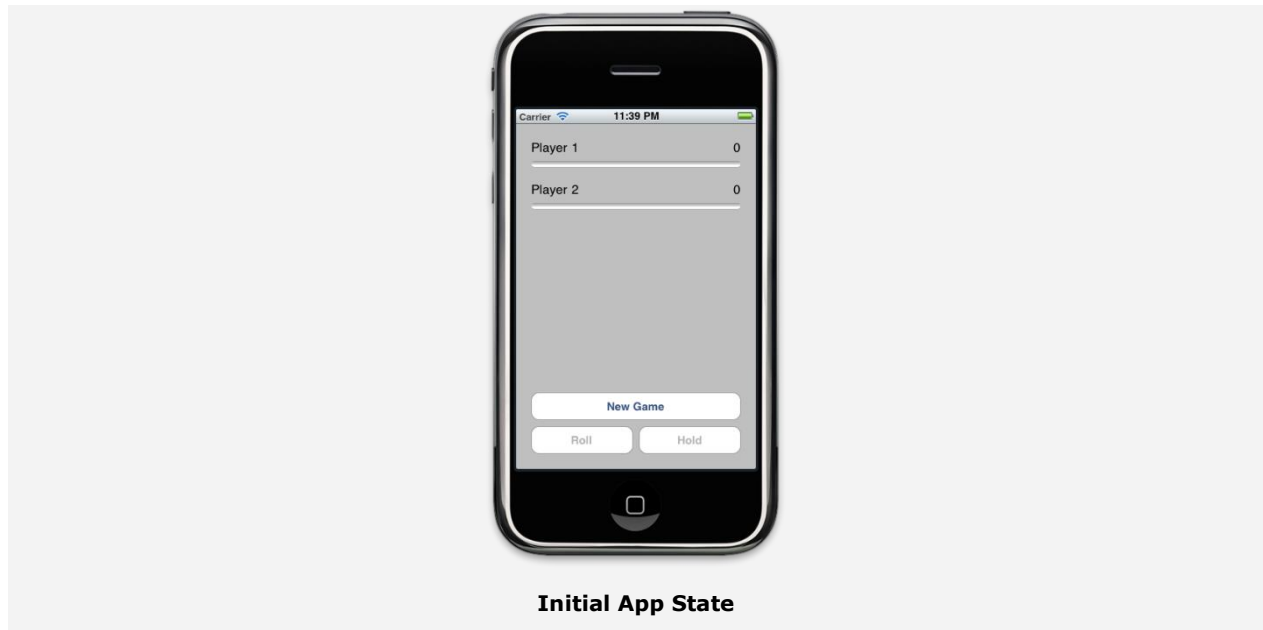 Carrier 11:39 PM
Player 1 0
Player 2 0
New Game
Roll Hold
Initial App State